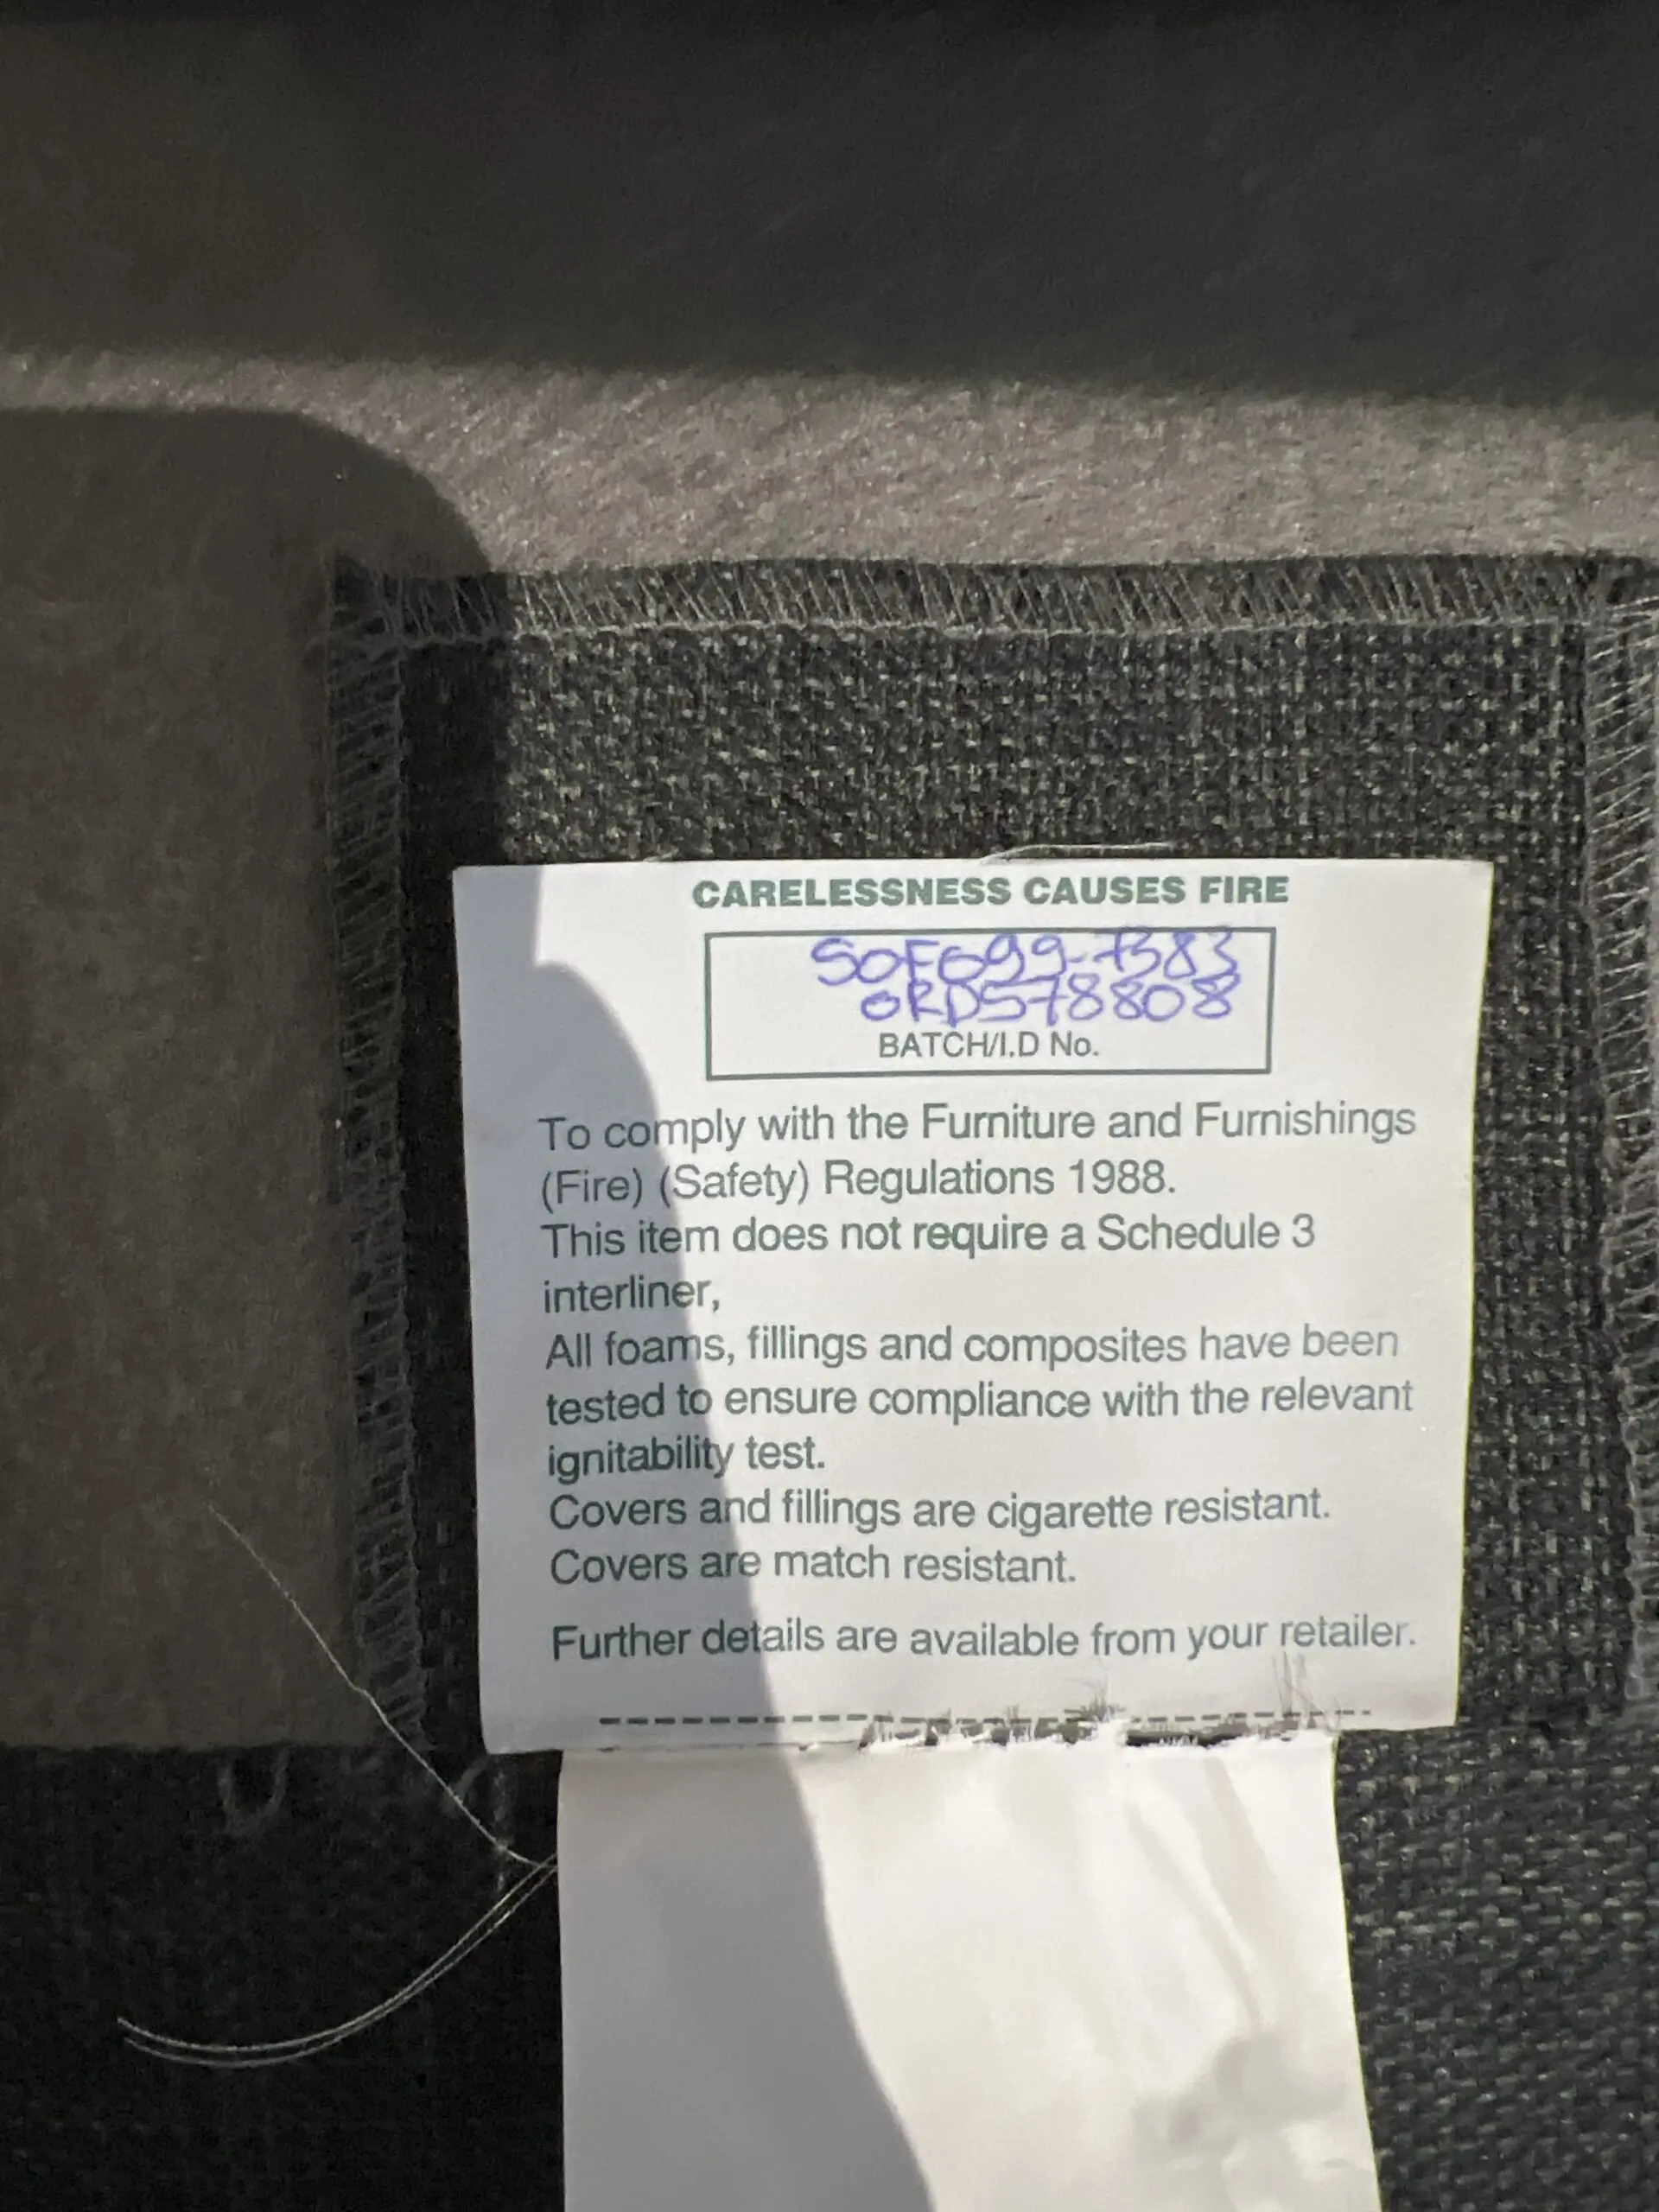 CARELESSNESS CAUSES FIRE
SOF699-7383
ORD578808
BATCH/I.D No.
To comply with the Furniture and Furnishings
(Fire) (Safety) Regulations 1988.
This item does not require a Schedule 3
interliner,
All foams, fillings and composites have been
tested to ensure compliance with the relevant
ignitability test.
Covers and fillings are cigarette resistant.
Covers are match resistant.
Further details are available from your retailer.